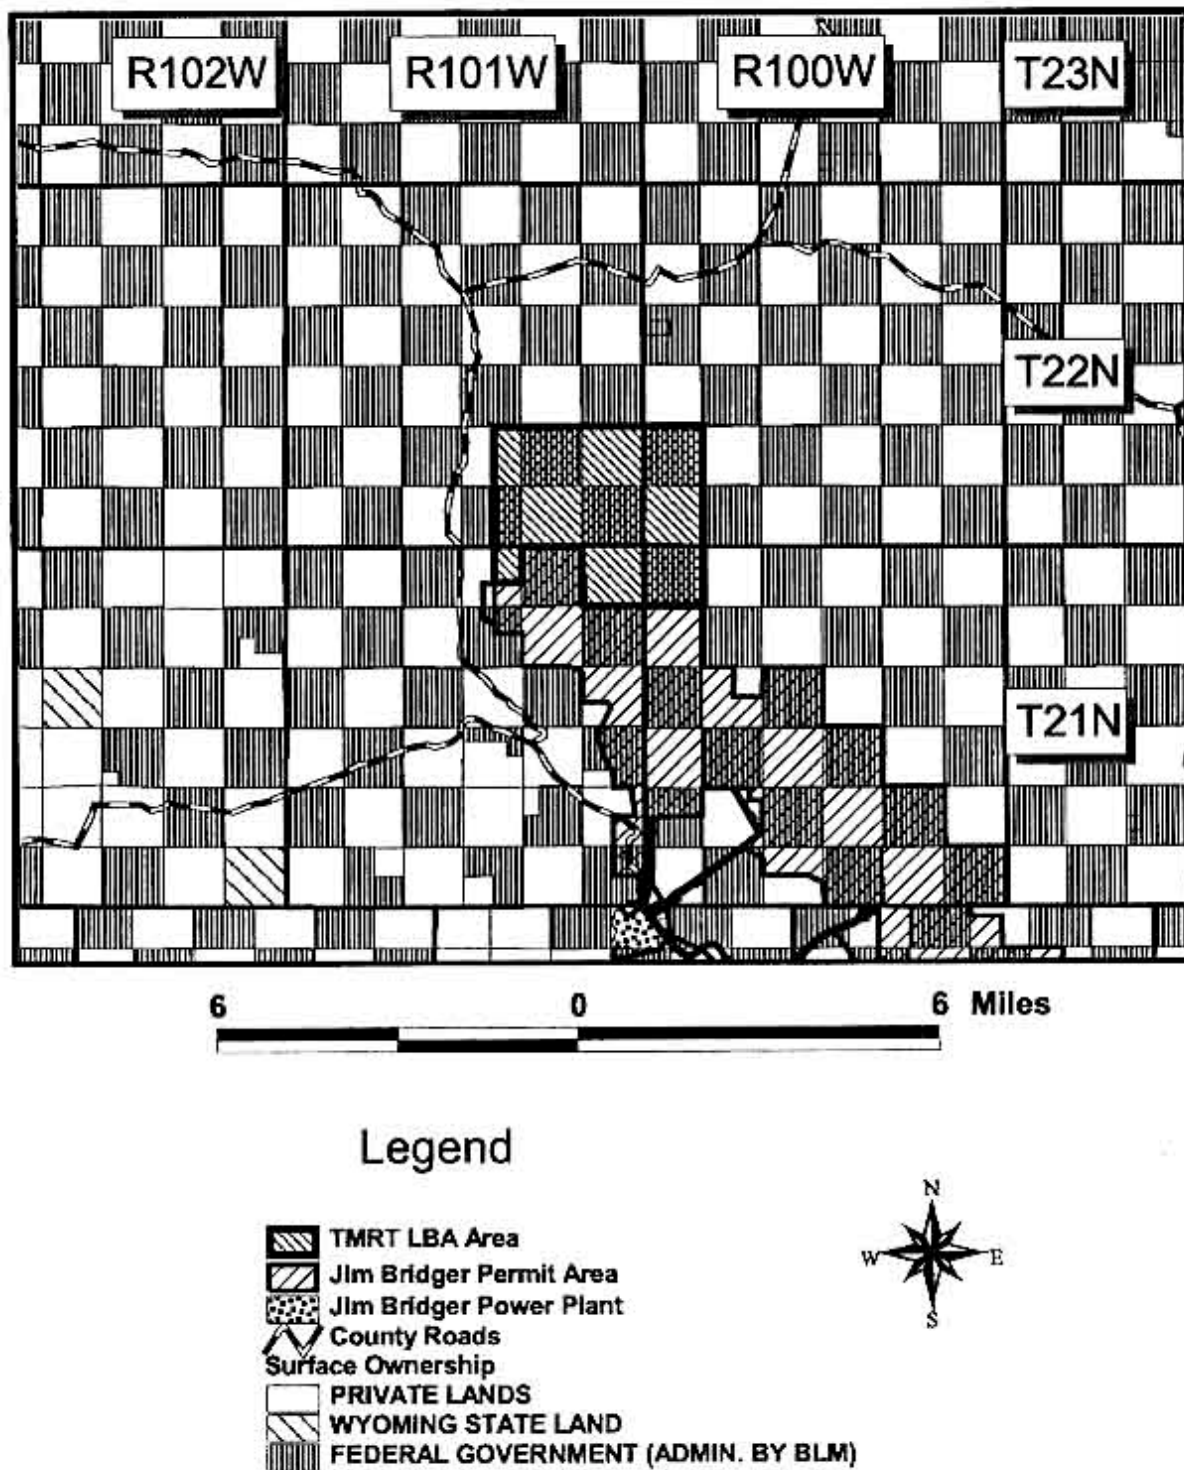 R102W R101W R100W T23N
T22N
T21N
6 0 6 Miles
Legend
N
TMRT LBA Area
W E
Jim Bridger Permit Area
Jim Bridger Power Plant
S
County Roads
Surface Ownership
PRIVATE LANDS
WYOMING STATE LAND
FEDERAL GOVERNMENT (ADMIN. BY BLM)